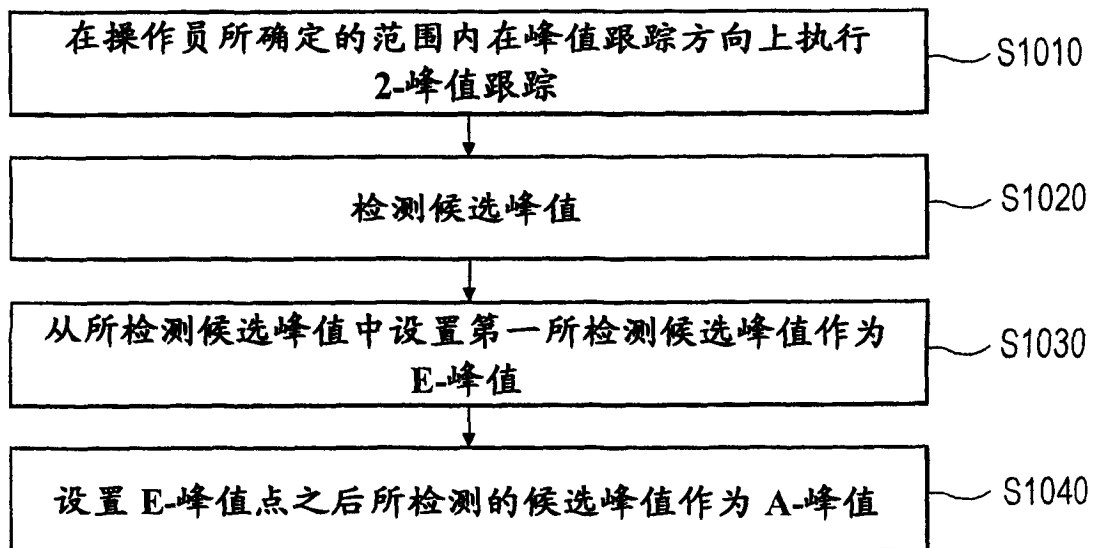 在操作员所确定的范围内在峰值跟踪方向上执行
2-峰值跟踪
S1010
检测候选峰值
S1020
从所检测候选峰值中设置第一所检测候选峰值作为
E-峰值
S1030
设置 E-峰值点之后所检测的候选峰值作为 A-峰值
S1040